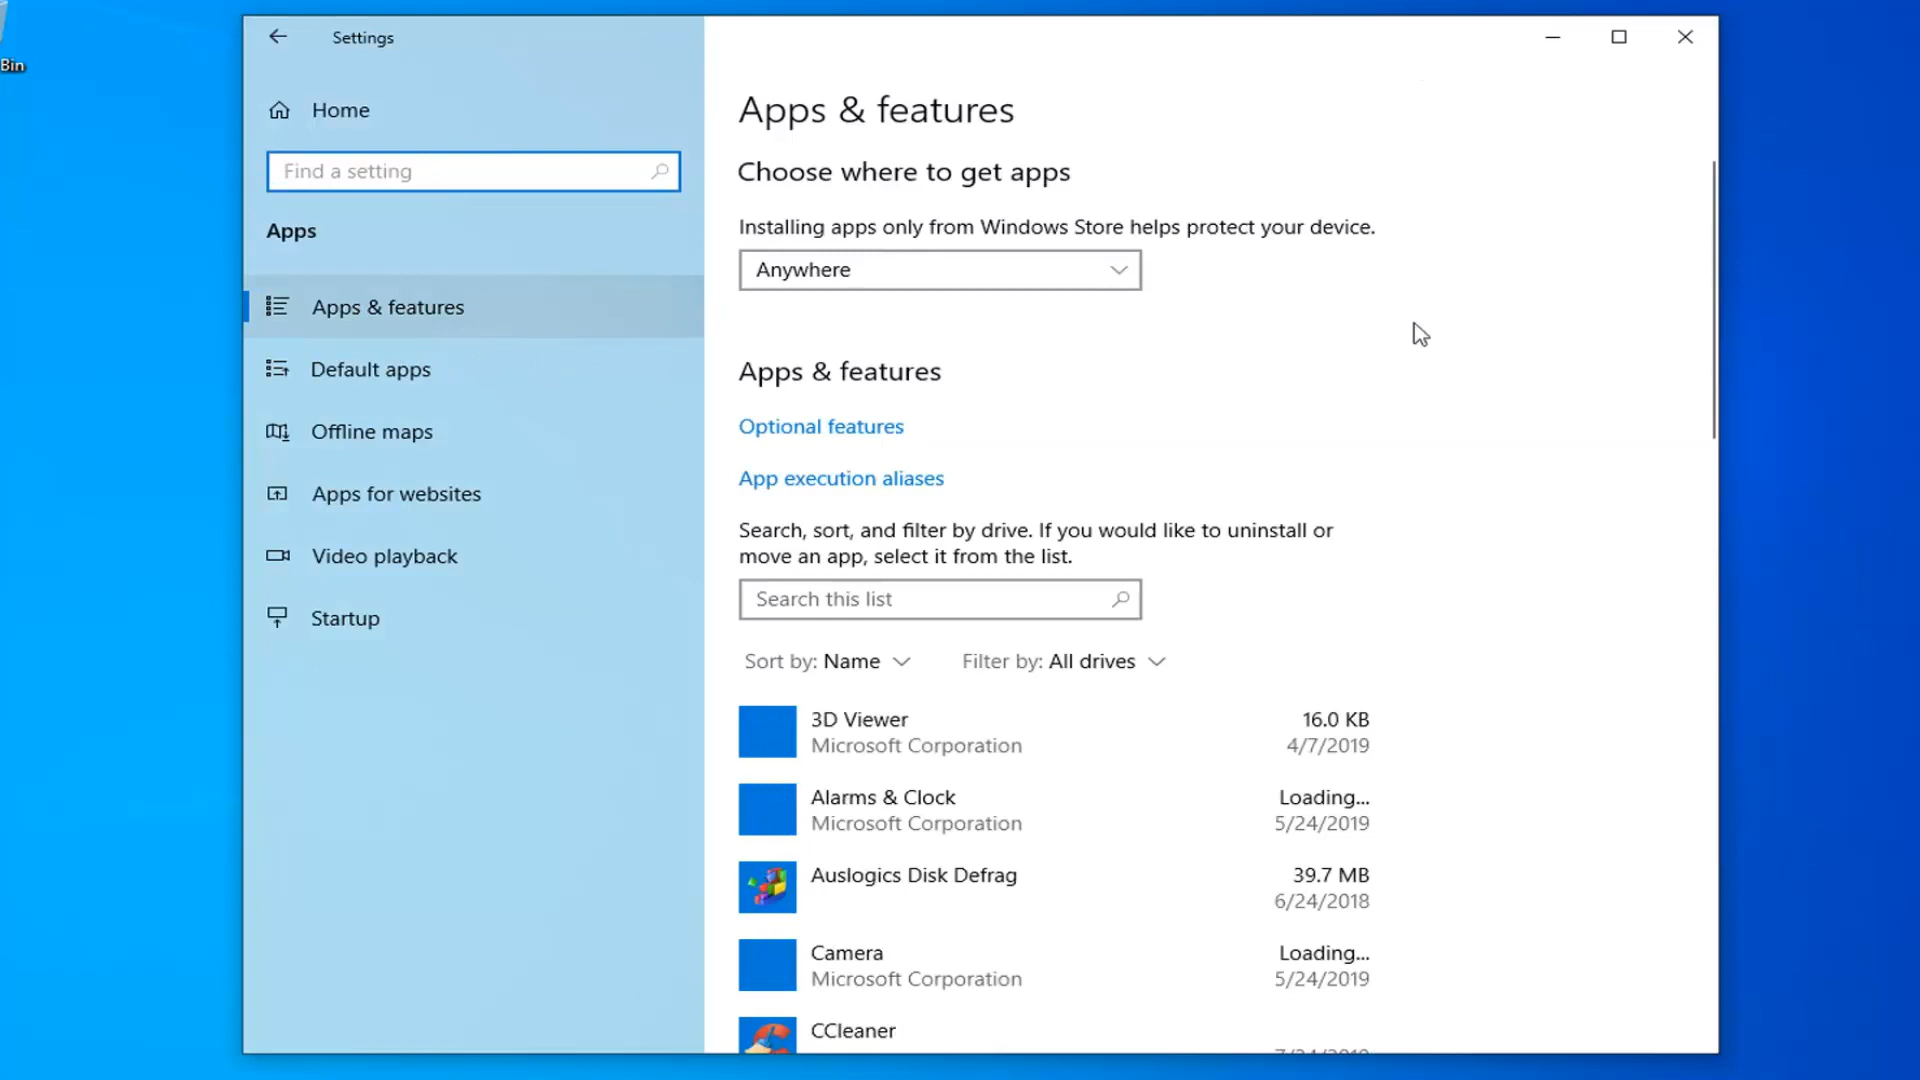 Bin
Settings
Home
Find a setting
Apps
Apps & features
Default apps
Offline maps
Apps for websites
Video playback
Startup
Apps & features
Choose where to get apps
Installing apps only from Windows Store helps protect your device.
Anywhere
Apps & features
Optional features
App execution aliases
Search, sort, and filter by drive. If you would like to uninstall or
move an app, select it from the list.
Search this list
Sort by: Name Filter by: All drives
3D Viewer 16.0 KB
Microsoft Corporation 4/7/2019
Alarms & Clock Loading...
Microsoft Corporation 5/24/2019
Auslogics Disk Defrag 39.7 MB
6/24/2018
Camera Loading...
Microsoft Corporation 5/24/2019
CCleaner